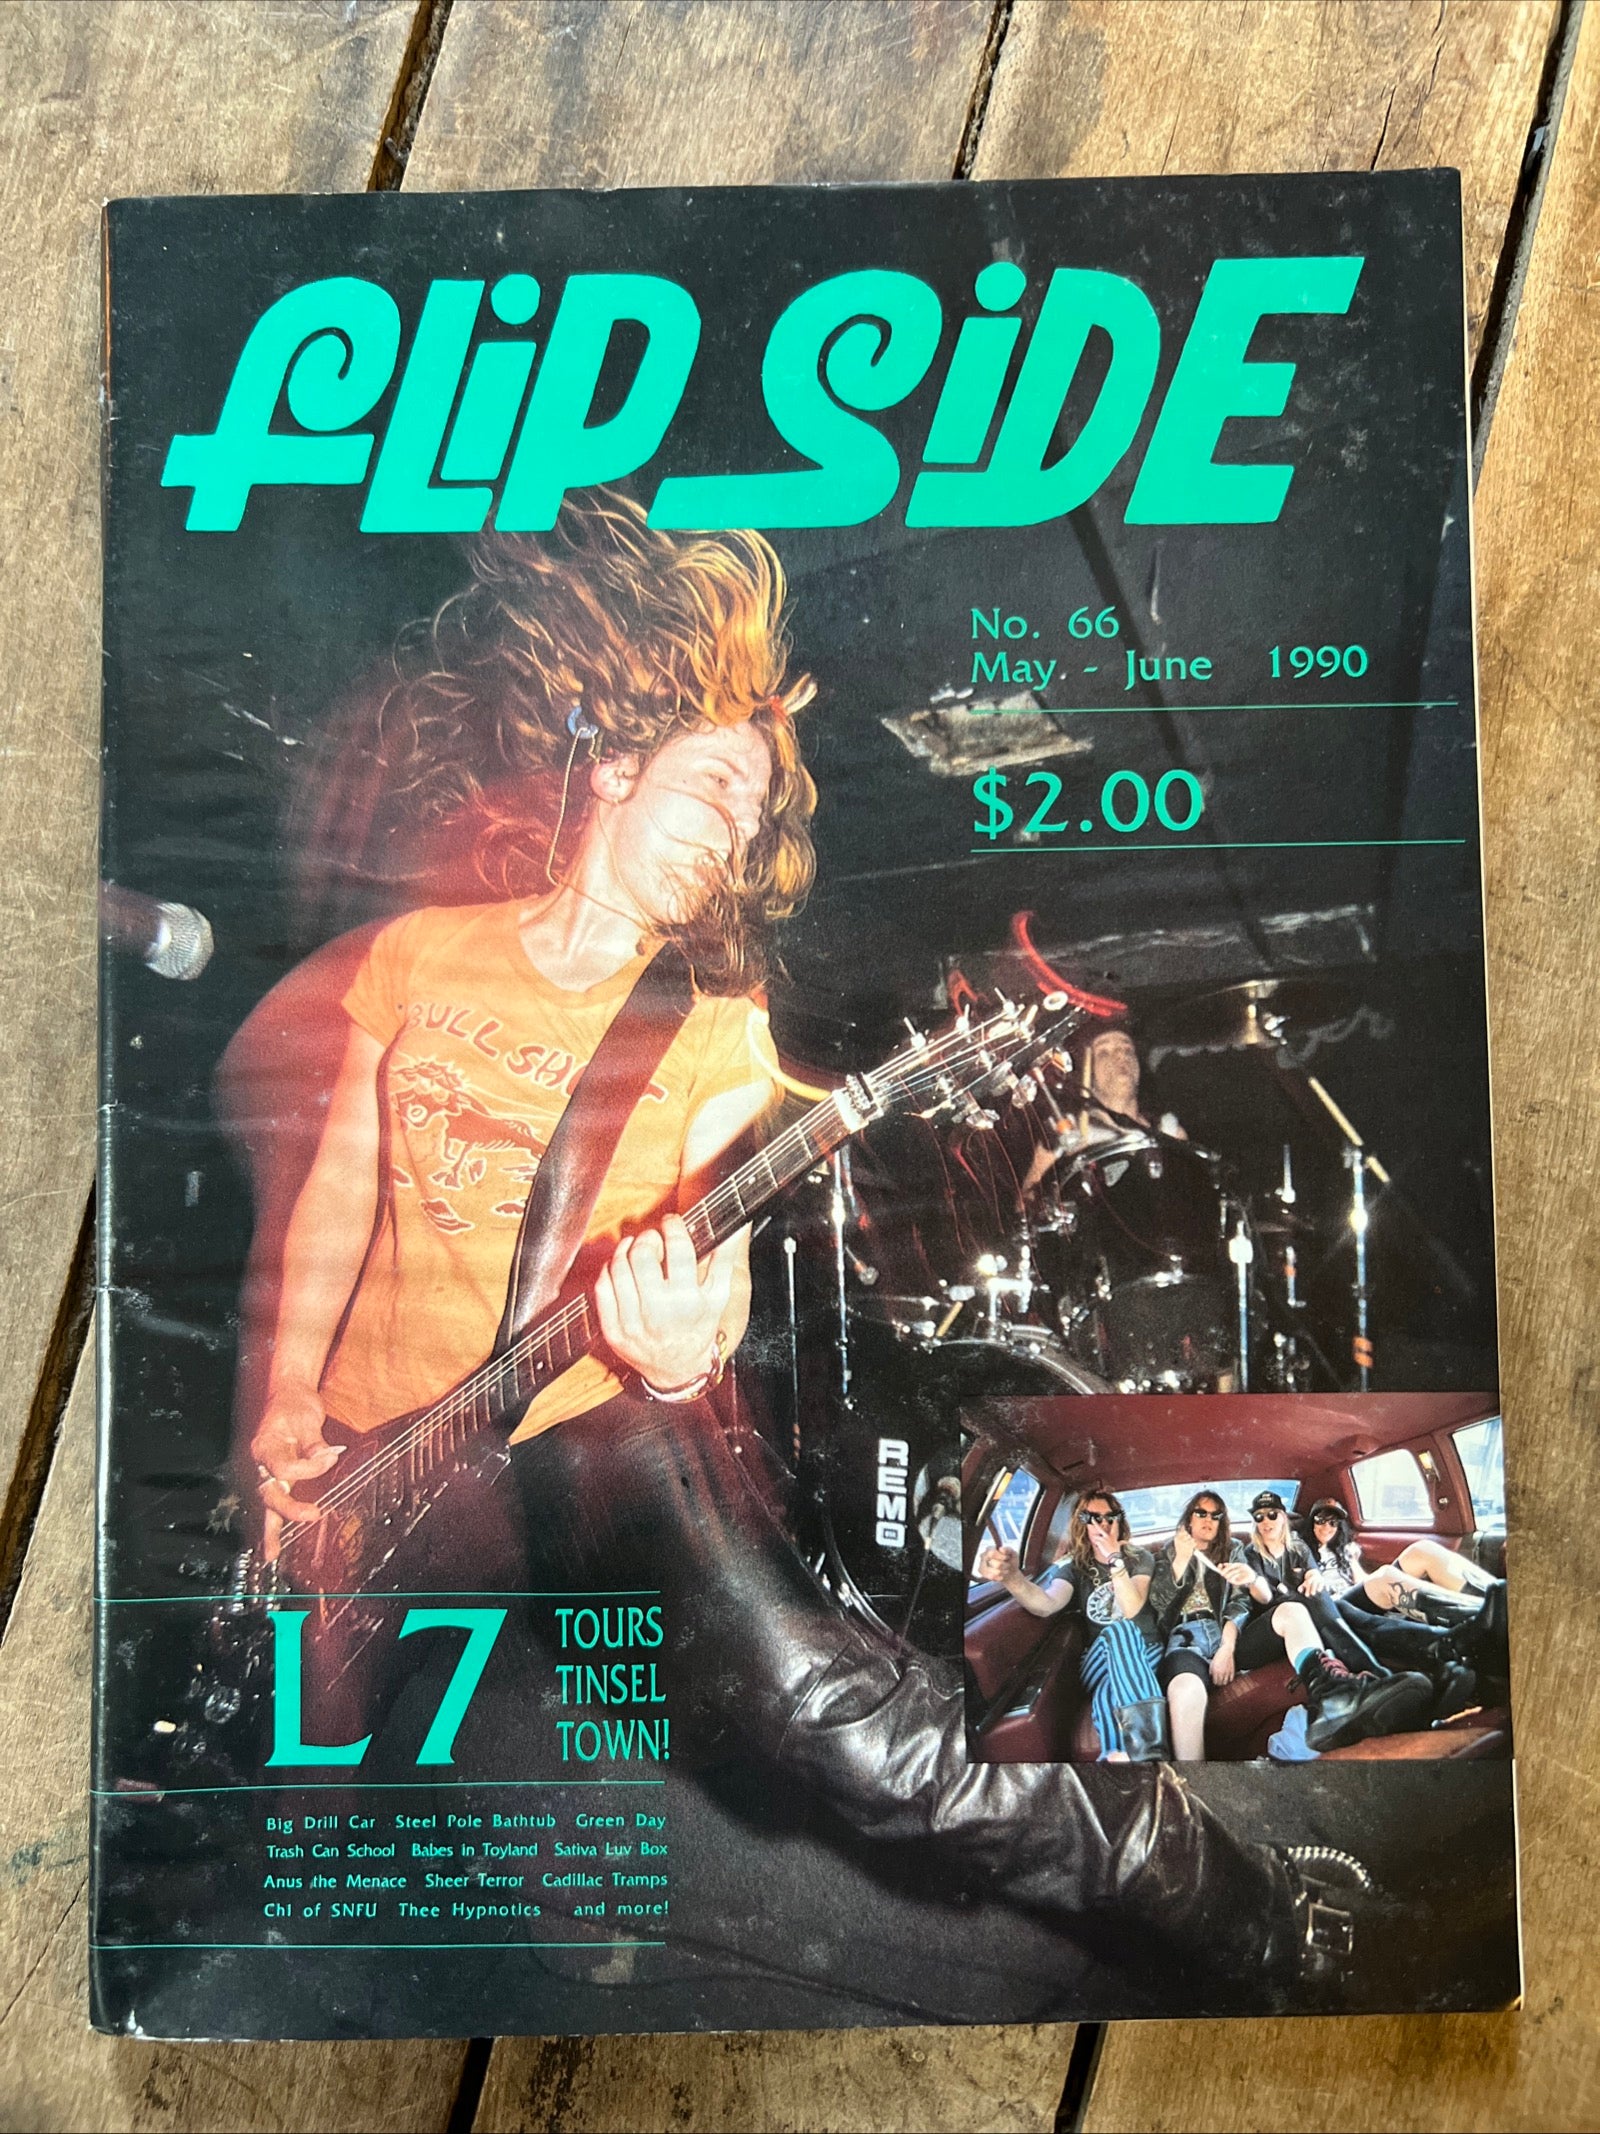 FLiP SiDE
No. 66
May - June 1990
$2.00
BULL SH
REMO
L7
TOURS
TINSEL
TOWN!
Big Drill Car Steel Pole Bathtub Green Day
Trash Can School Babes in Toyland Sativa Luv Box
Anus the Menace Sheer Terror Cadillac Tramps
Chi of SNFU Thee Hypnotics and more!